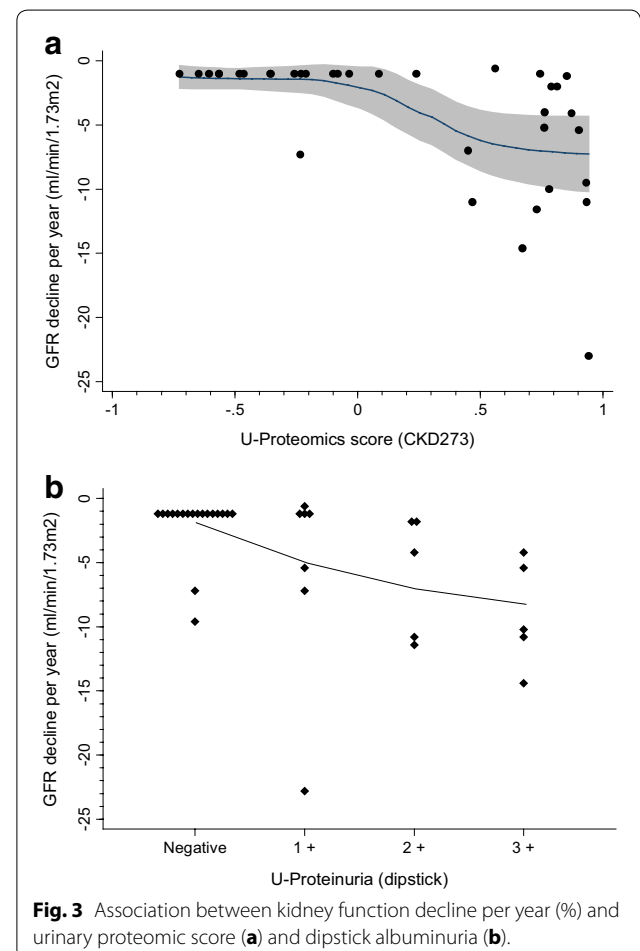 a
0
-5
-10
-15
-20
-25
GFR decline per year (ml/min/1.73m2)
-1 -.5 0 .5 1
U-Proteomics score (CKD273)
b
0
-5
-10
-15
-20
-25
GFR decline per year (ml/min/1.73m2)
Negative 1 + 2 + 3 +
U-Proteinuria (dipstick)
Fig. 3 Association between kidney function decline per year (%) and
urinary proteomic score (a) and dipstick albuminuria (b).